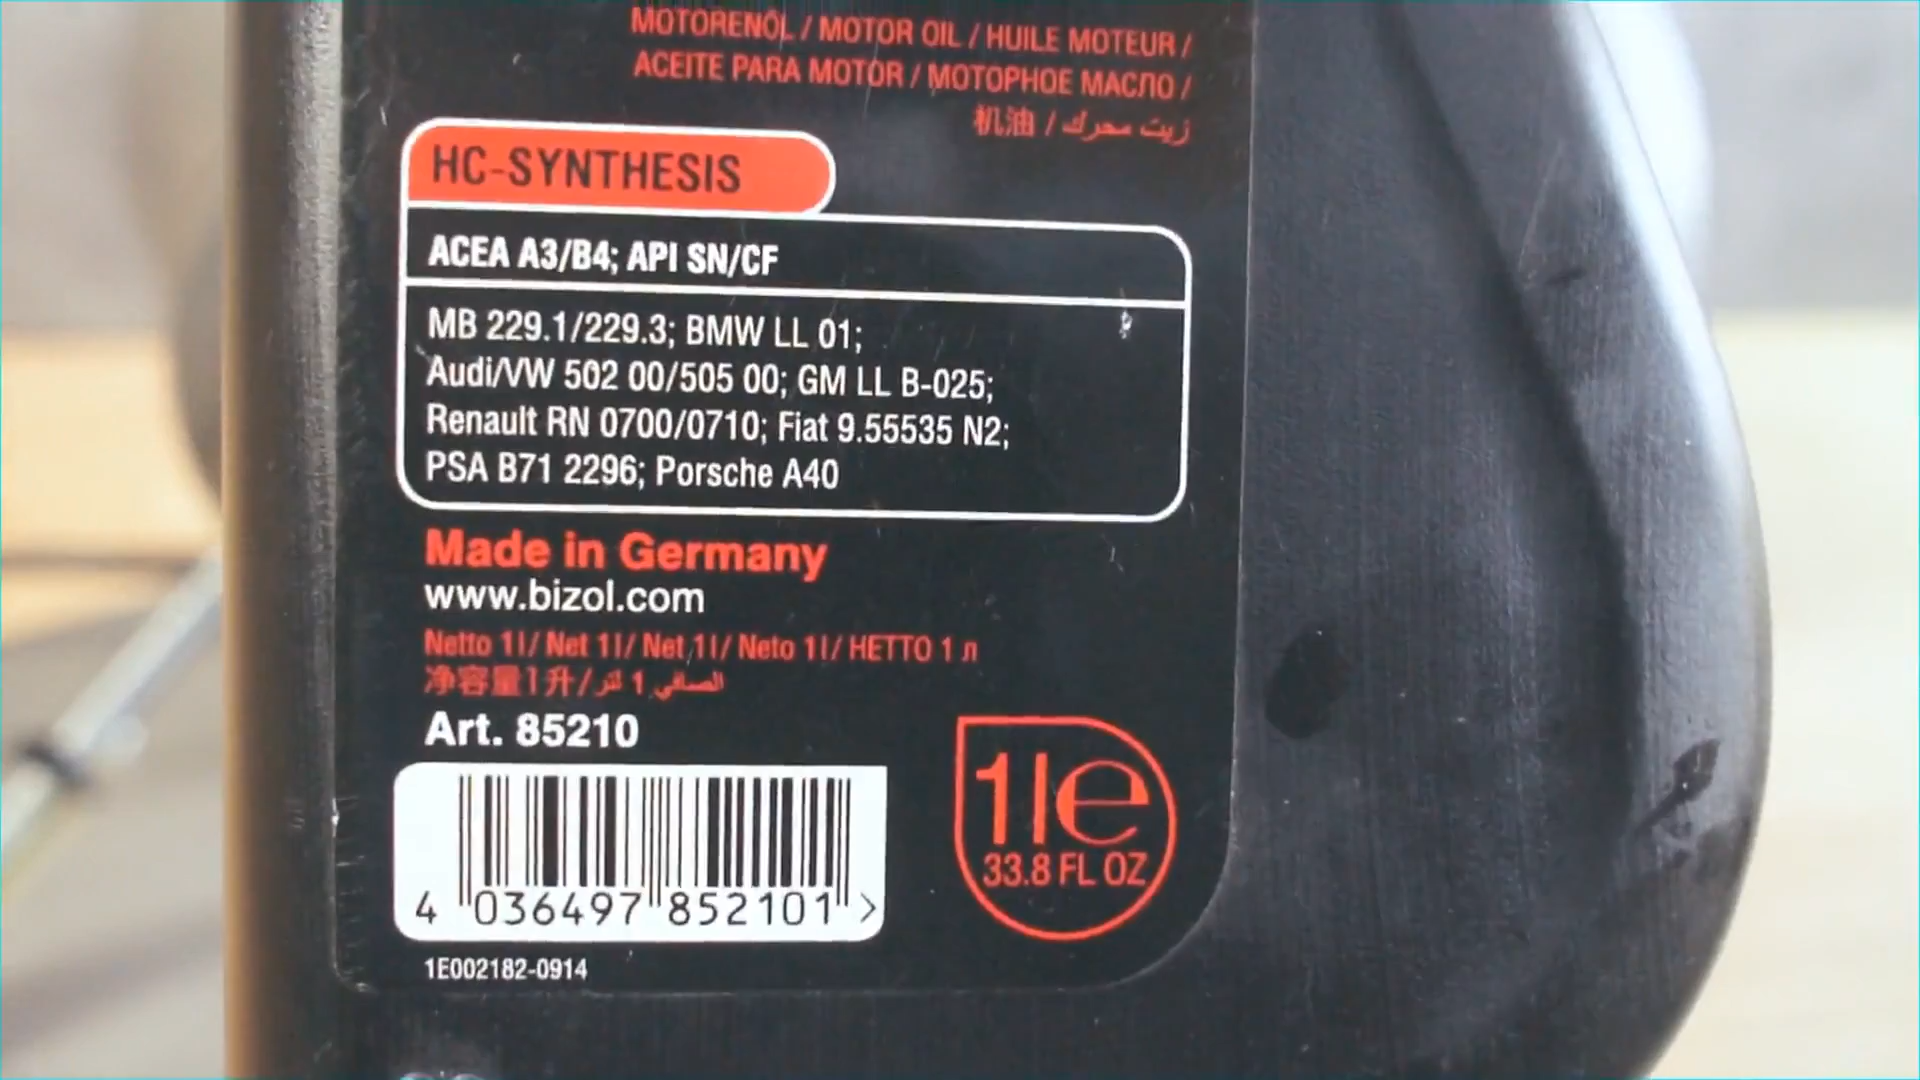 MOTORENÖL / MOTOR OIL / HUILE MOTEUR /
ACEITE PARA MOTOR / МОТОРНОЕ МАСЛО /
机油 / زيت محرك
HC-SYNTHESIS
ACEA A3/B4; API SN/CF
MB 229.1/229.3; BMW LL 01;
Audi/VW 502 00/505 00; GM LL B-025;
Renault RN 0700/0710; Fiat 9.55535 N2;
PSA B71 2296; Porsche A40
Made in Germany
www.bizol.com
Netto 1l/ Net 1l/ Net 1l/ Neto 1l/ НЕТТО 1 л
净容量1升/الصافي 1 لتر
Art. 85210
1le
33.8 FL OZ
4 036497 852101 >
1E002182-0914